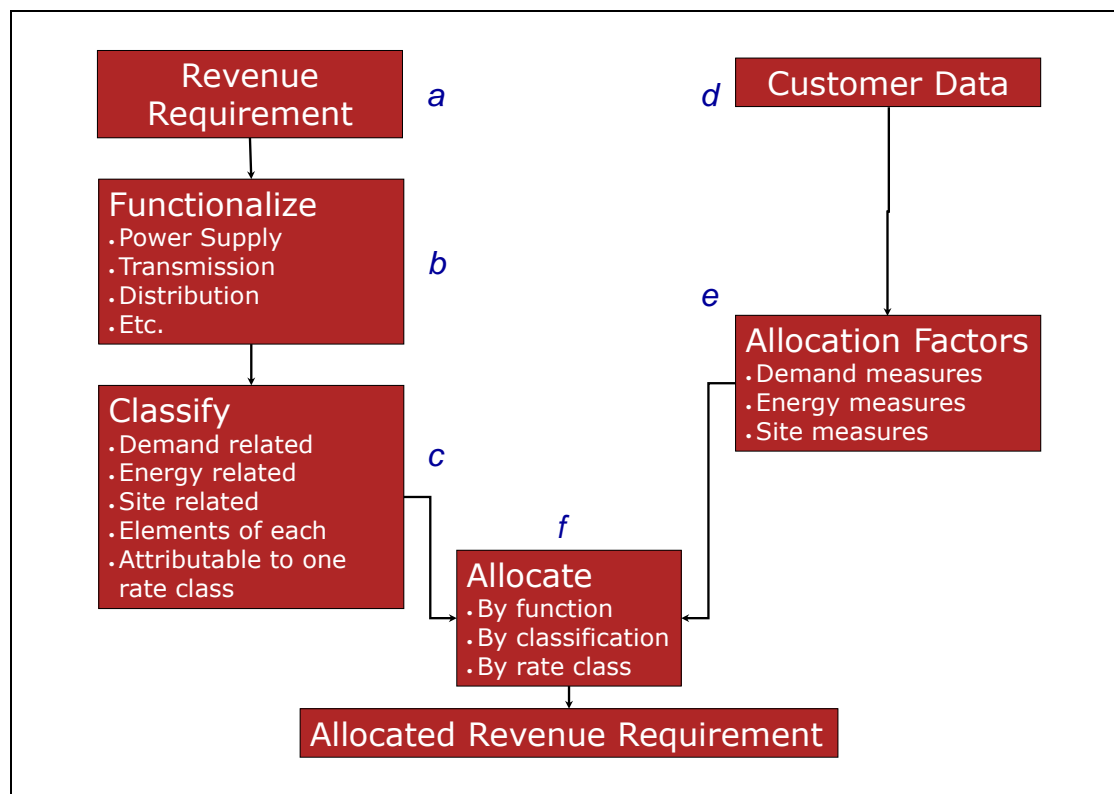 Revenue
Requirement
a
Functionalize
• Power Supply
• Transmission
• Distribution
• Etc.
b
Classify
• Demand related
• Energy related
• Site related
• Elements of each
• Attributable to one
rate class
c
d
Customer Data
e
Allocation Factors
• Demand measures
• Energy measures
• Site measures
f
Allocate
• By function
• By classification
• By rate class
Allocated Revenue Requirement